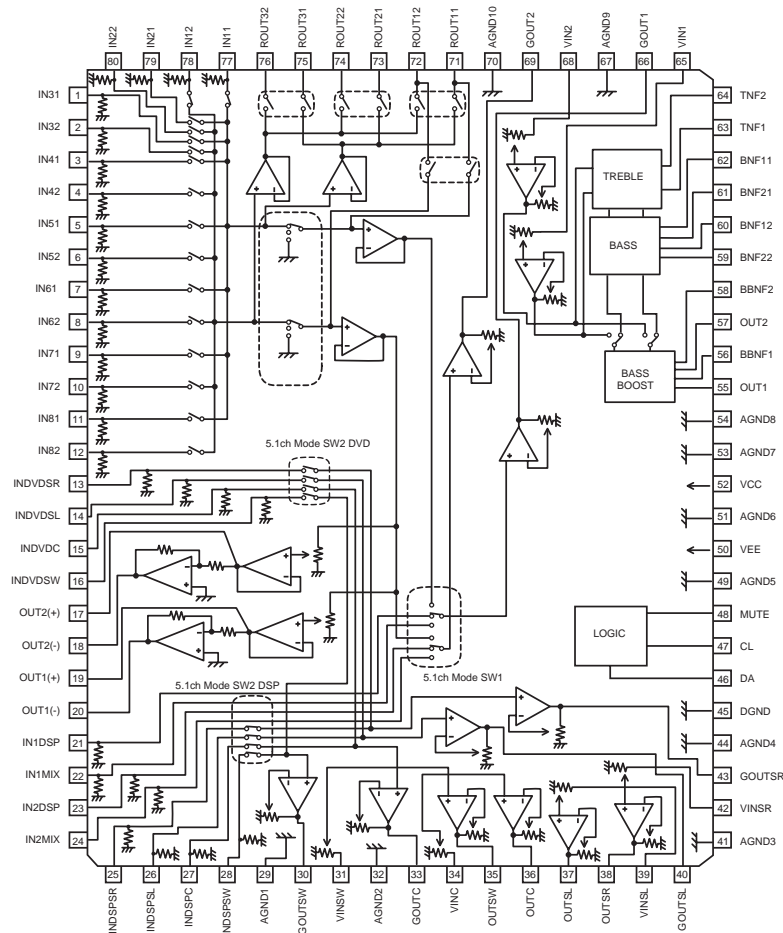 IN22
IN21
IN12
IN11
ROUT32
ROUT31
ROUT22
ROUT21
ROUT12
ROUT11
AGND10
GOUT2
VIN2
AGND9
GOUT1
VIN1
80
79
78
77
76
75
74
73
72
71
70
69
68
67
66
65
IN31 1
IN32 2
IN41 3
IN42 4
IN51 5
IN52 6
IN61 7
IN62 8
IN71 9
IN72 10
IN81 11
IN82 12
INDVDSR 13
INDVDSL 14
INDVDC 15
INDVDSW 16
OUT2(+) 17
OUT2(-) 18
OUT1(+) 19
OUT1(-) 20
IN1DSP 21
IN1MIX 22
IN2DSP 23
IN2MIX 24
64 TNF2
63 TNF1
62 BNF11
61 BNF21
60 BNF12
59 BNF22
58 BBNF2
57 OUT2
56 BBNF1
55 OUT1
54 AGND8
53 AGND7
52 VCC
51 AGND6
50 VEE
49 AGND5
48 MUTE
47 CL
46 DA
45 DGND
44 AGND4
43 GOUTSR
42 VINSR
41 AGND3
TREBLE
BASS
BASS
BOOST
LOGIC
5.1ch Mode SW2 DVD
5.1ch Mode SW1
5.1ch Mode SW2 DSP
25
26
27
28
29
30
31
32
33
34
35
36
37
38
39
40
INDSPSR
INDSPSL
INDSPC
INDSPSW
AGND1
GOUTSW
VINSW
AGND2
GOUTC
VINC
OUTSW
OUTC
OUTSL
OUTSR
VINSL
GOUTSL